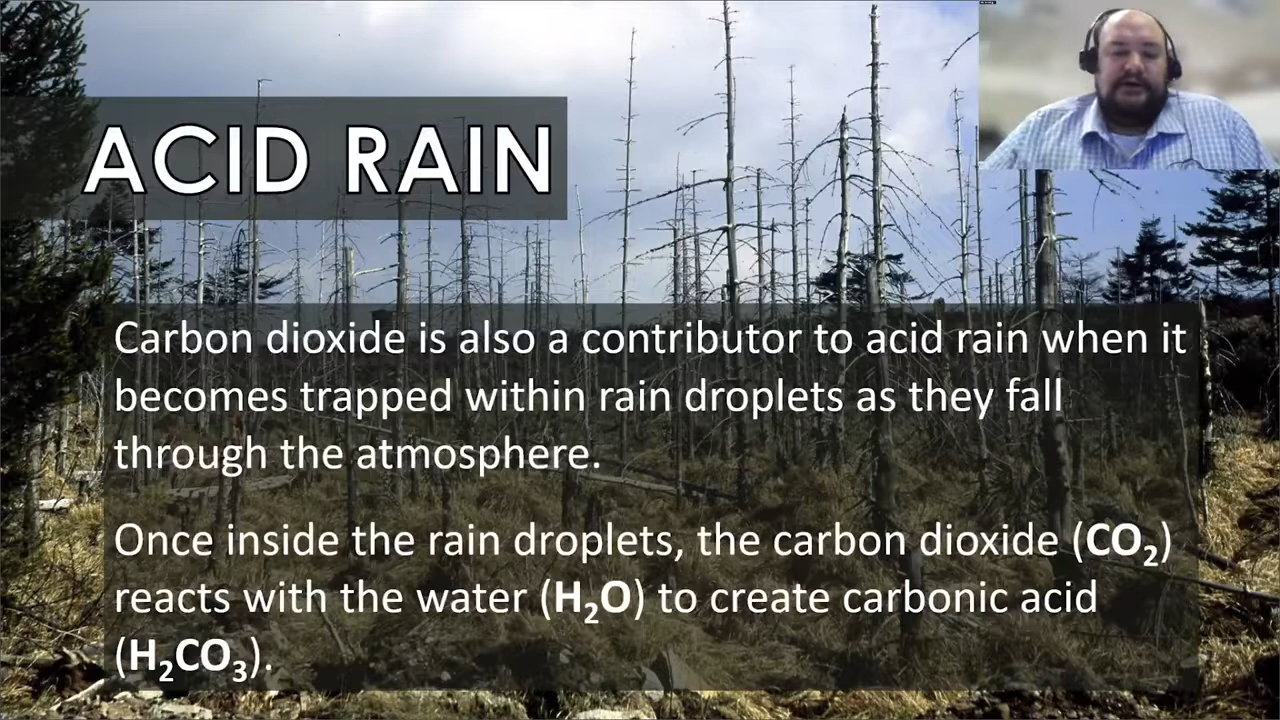 ACID RAIN
Carbon dioxide is also a contributor to acid rain when it
becomes trapped within rain droplets as they fall
through the atmosphere.
Once inside the rain droplets, the carbon dioxide (CO₂)
reacts with the water (H₂O) to create carbonic acid
(H₂CO₃).